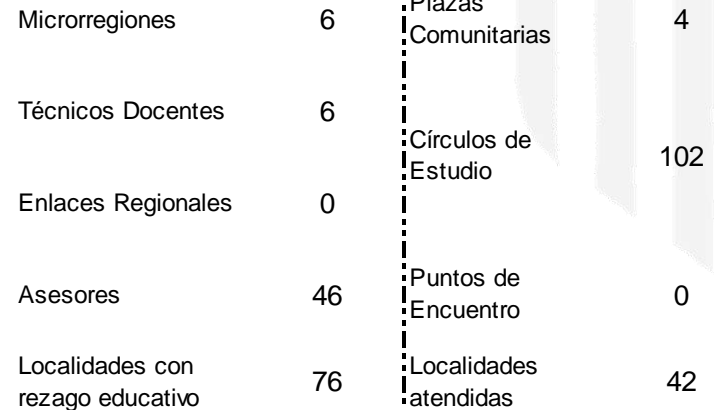 Microrregiones 6
Técnicos Docentes 6
Enlaces Regionales 0
Asesores 46
Localidades con
rezago educativo 76
Plazas
Comunitarias 4
Círculos de
Estudio 102
Puntos de
Encuentro 0
Localidades
atendidas 42